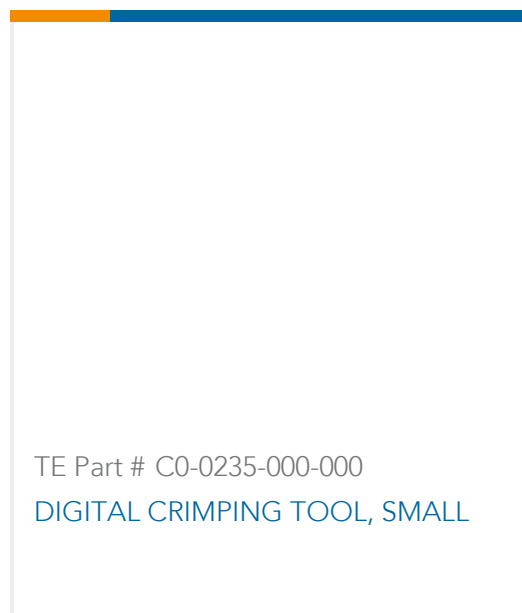 TE Part # C0-0235-000-000
DIGITAL CRIMPING TOOL, SMALL